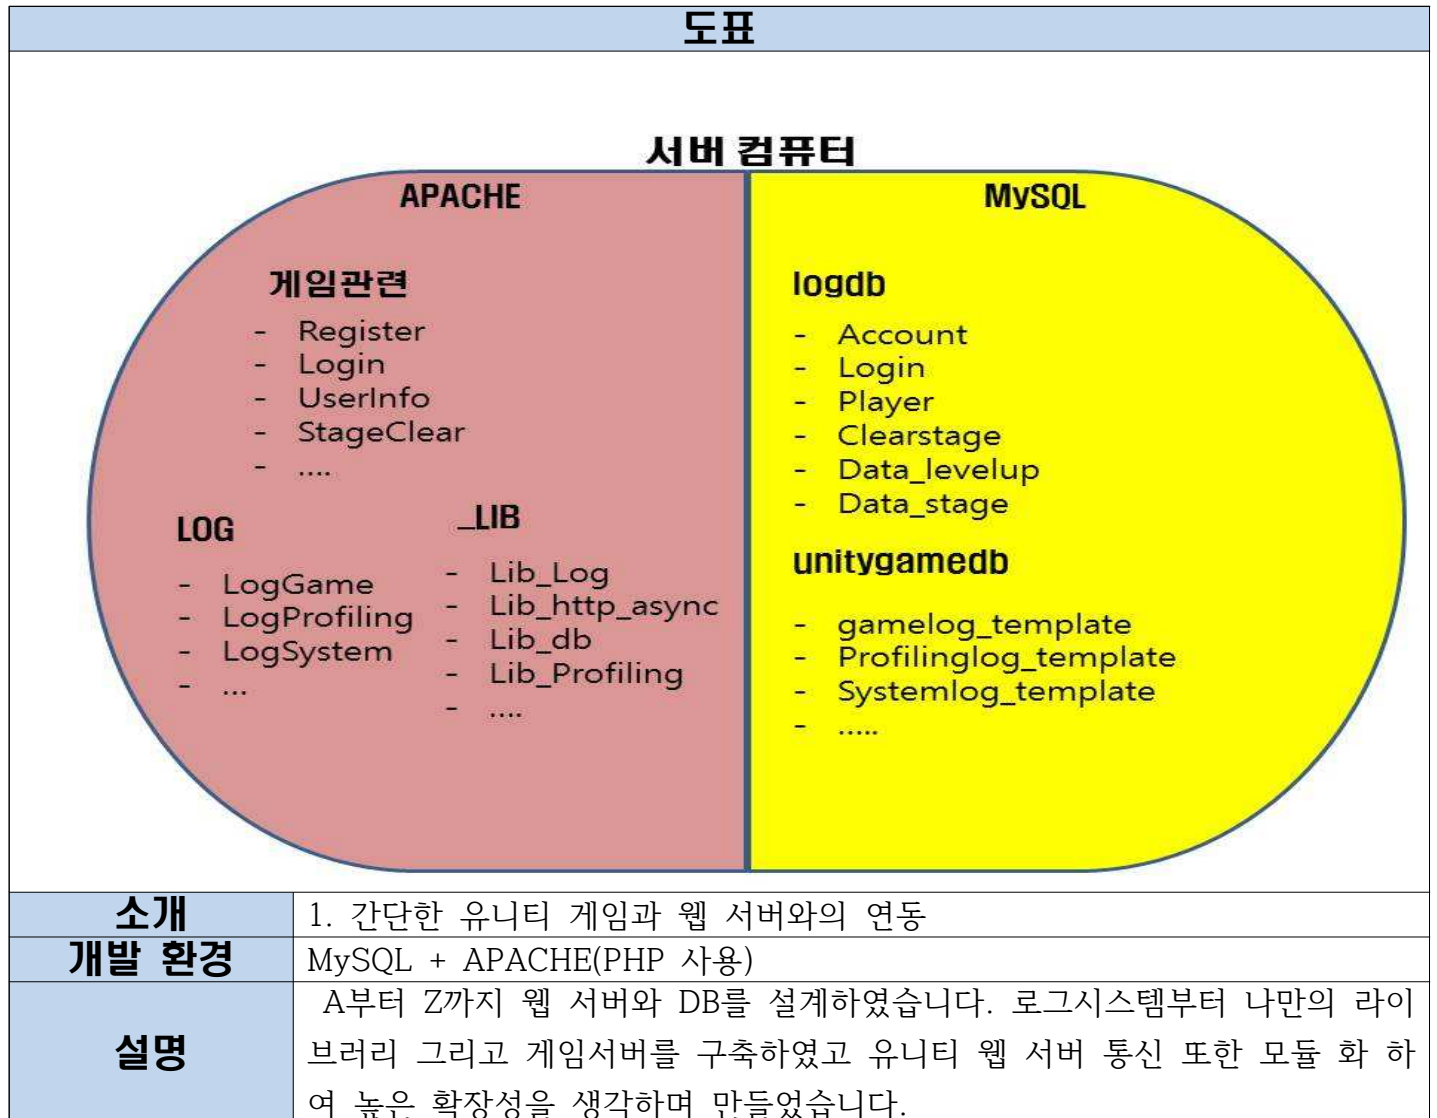 도표
서버 컴퓨터
APACHE
게임관련
- Register
- Login
- UserInfo
- StageClear
- ....
LOG
- LogGame
- LogProfiling
- LogSystem
- ...
_LIB
- Lib_Log
- Lib_http_async
- Lib_db
- Lib_Profiling
- ....
MySQL
logdb
- Account
- Login
- Player
- Clearstage
- Data_levelup
- Data_stage
unitygamedb
- gamelog_template
- Profilinglog_template
- Systemlog_template
- .....
소개
1. 간단한 유니티 게임과 웹 서버와의 연동
개발 환경
MySQL + APACHE(PHP 사용)
설명
A부터 Z까지 웹 서버와 DB를 설계하였습니다. 로그시스템부터 나만의 라이
브러리 그리고 게임서버를 구축하였고 유니티 웹 서버 통신 또한 모듈 화 하
여 높은 확장성을 생각하며 만들었습니다.